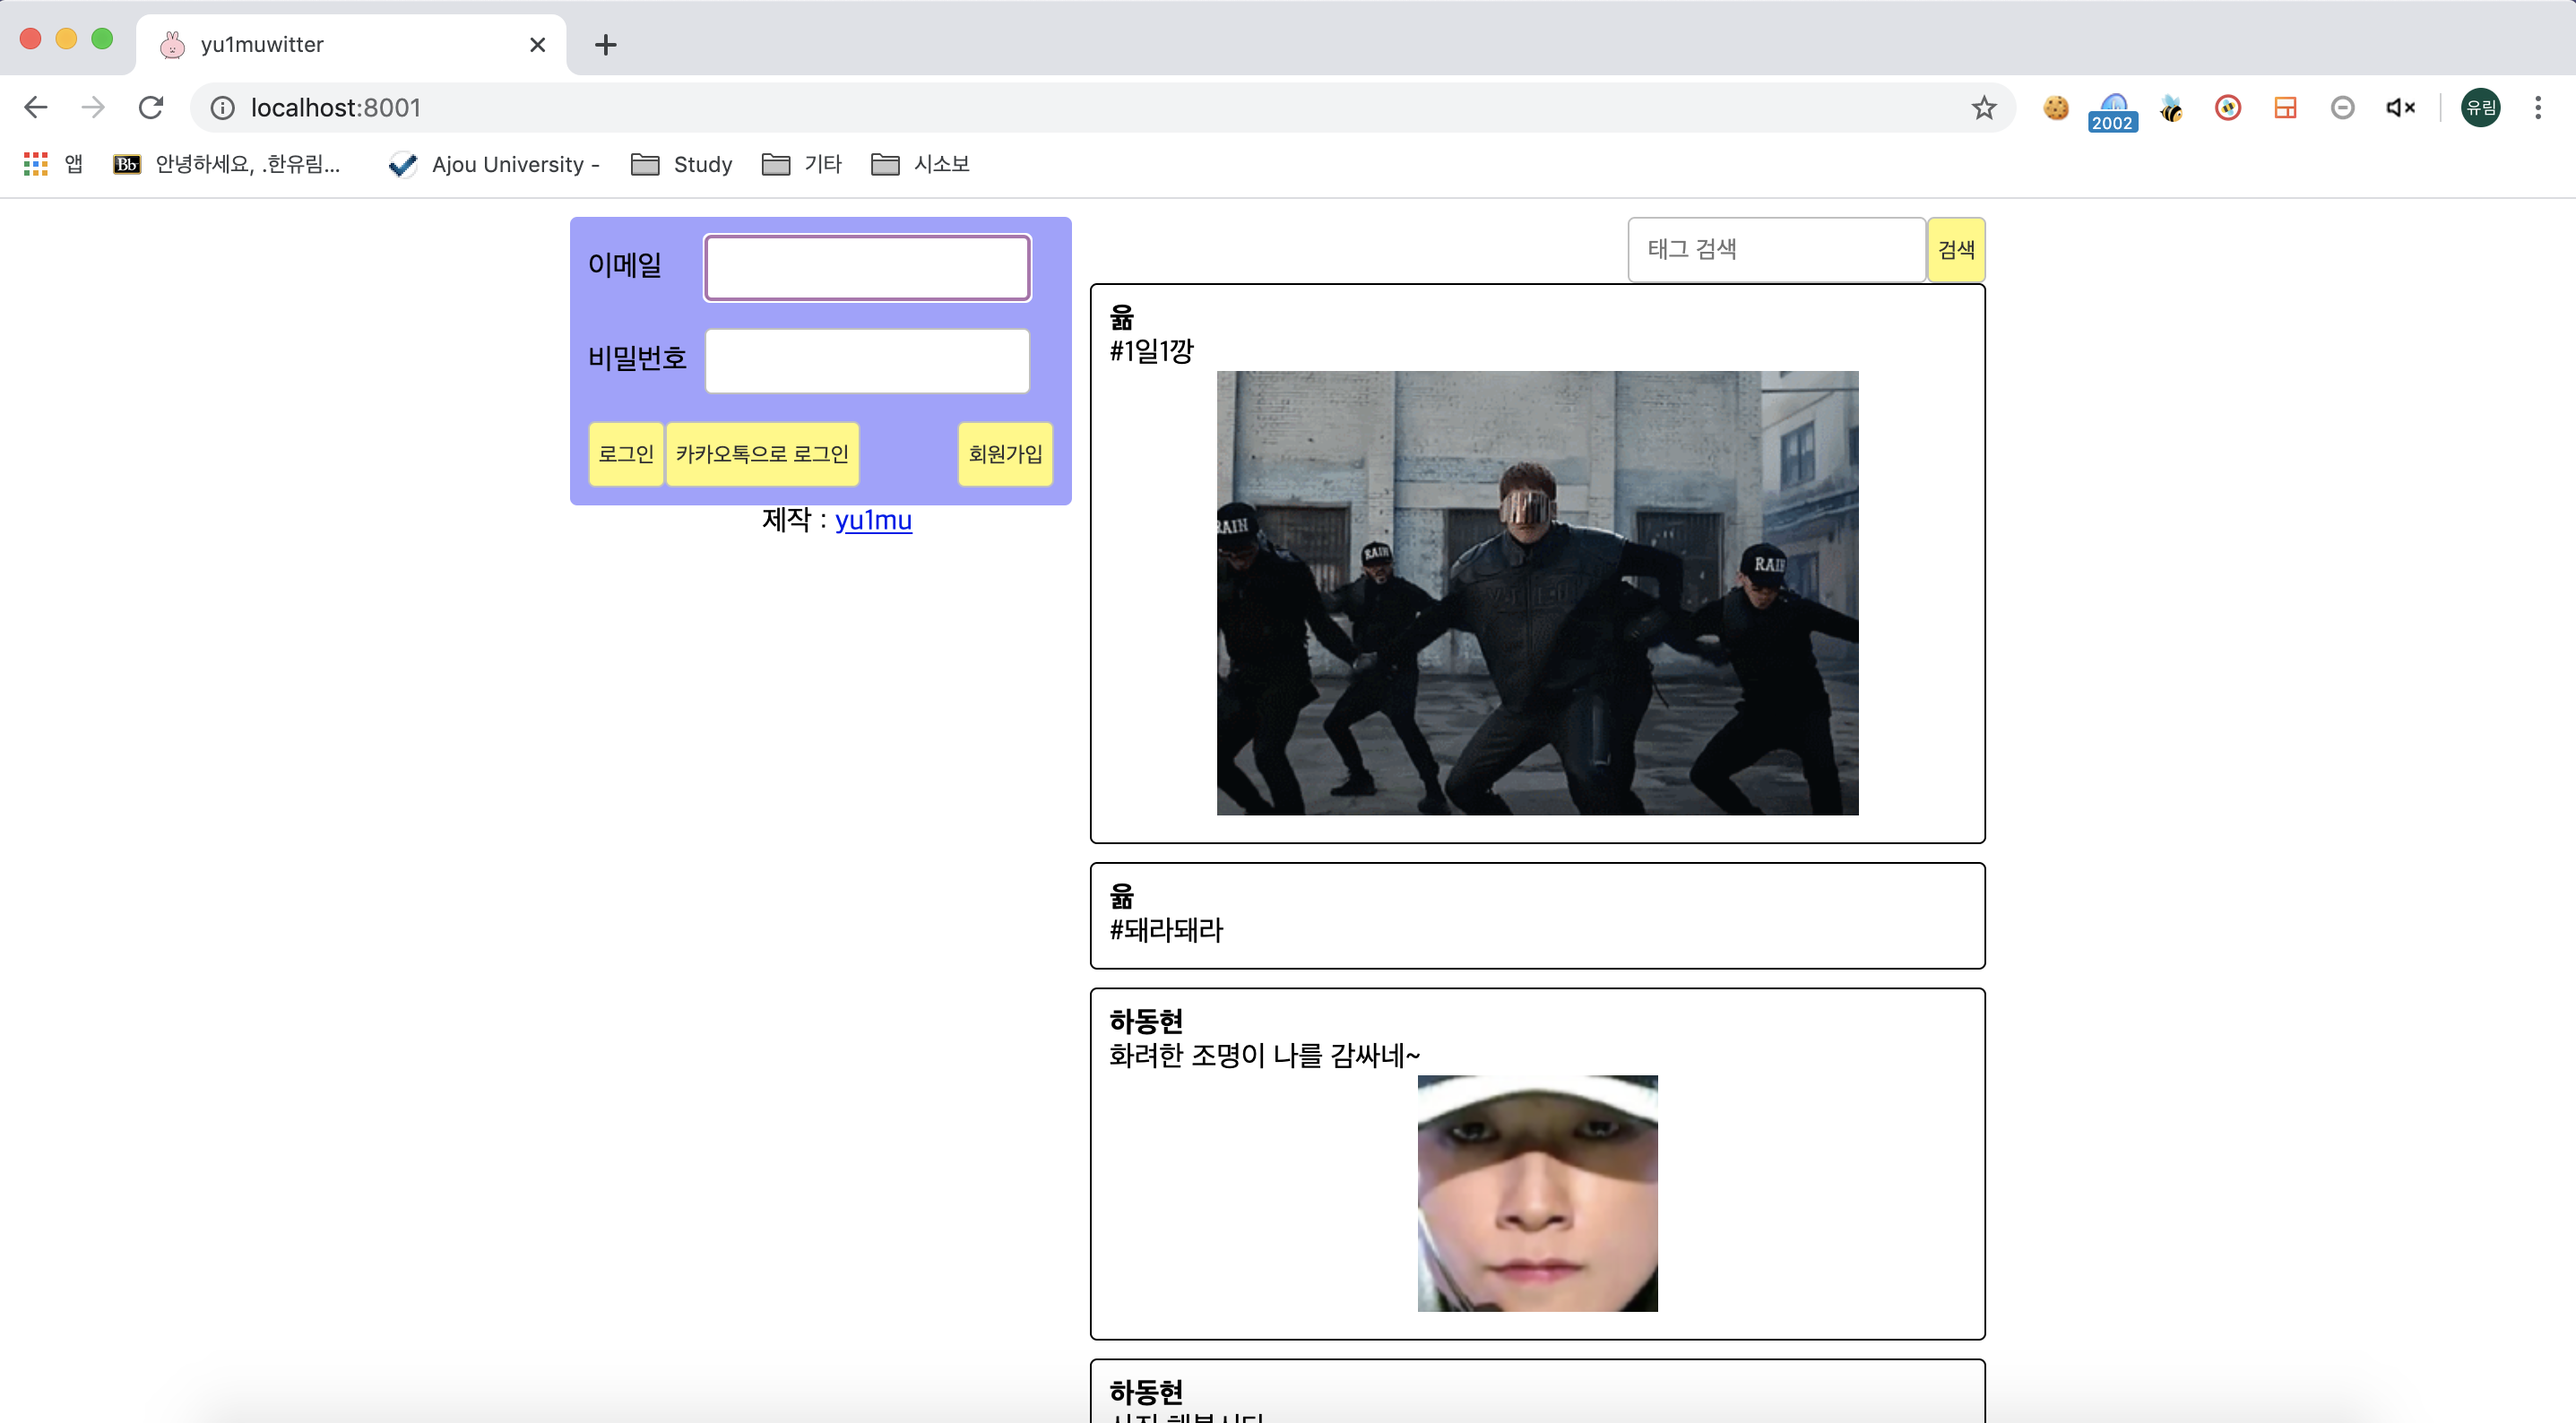 yu1muwitter
localhost:8001
2002
유림
앱
Bb
안녕하세요, .한유림...
Ajou University -
Study
기타
시소보
이메일
비밀번호
로그인
카카오톡으로 로그인
회원가입
제작 : yu1mu
태그 검색
검색
윪
#1일1깡
RAIN
RAIN
RAIN
윪
#돼라돼라
하동현
화려한 조명이 나를 감싸네~
하동현